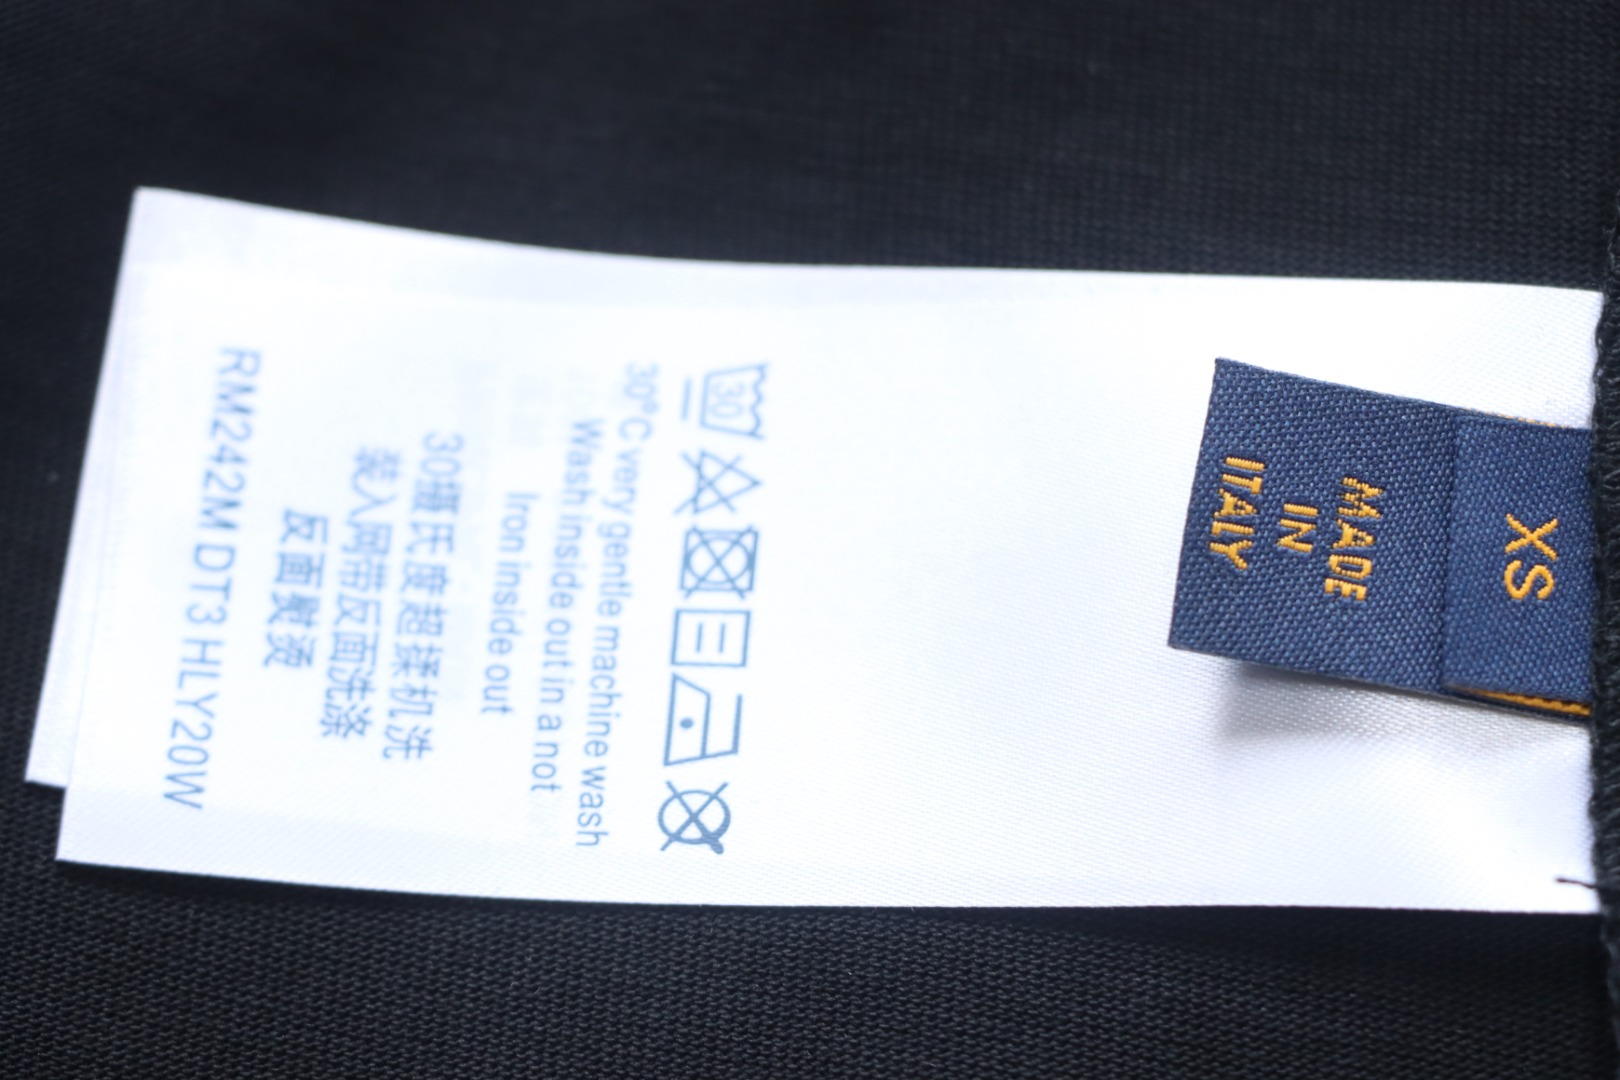 XS
MADE
IN
ITALY
30
30°C very gentle machine wash
Wash inside out in a not
Iron inside out
30摄氏度超揉机洗
装入网带反面洗涤
反面熨烫
RM242M DT3 HLY20W